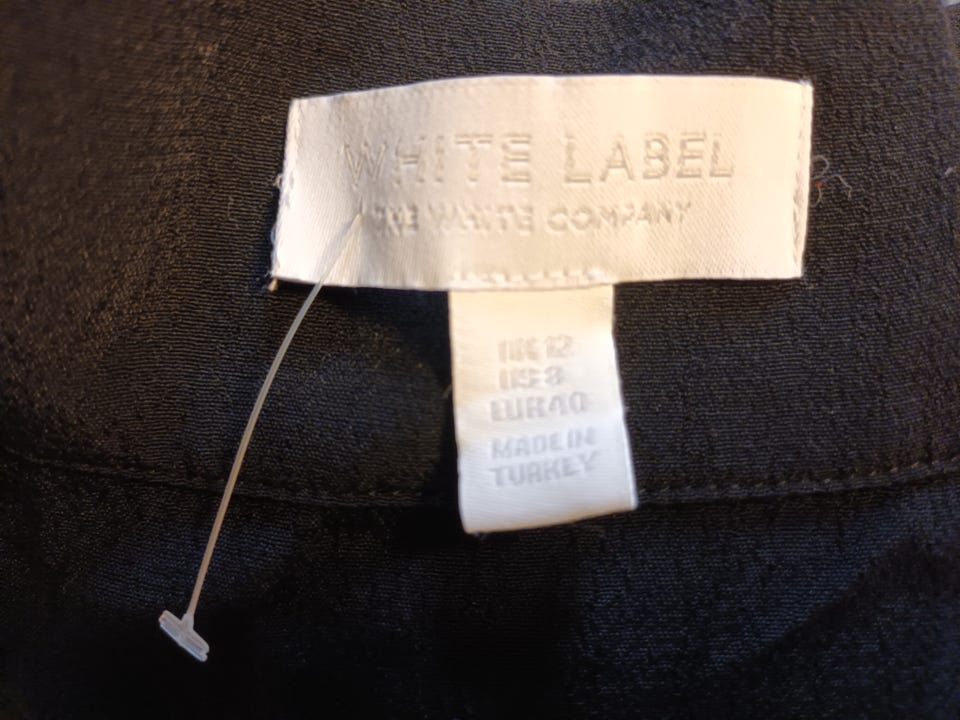 WHITE LABEL
THE WHITE COMPANY
UK 12
US 8
EUR 40
MADE IN
TURKEY